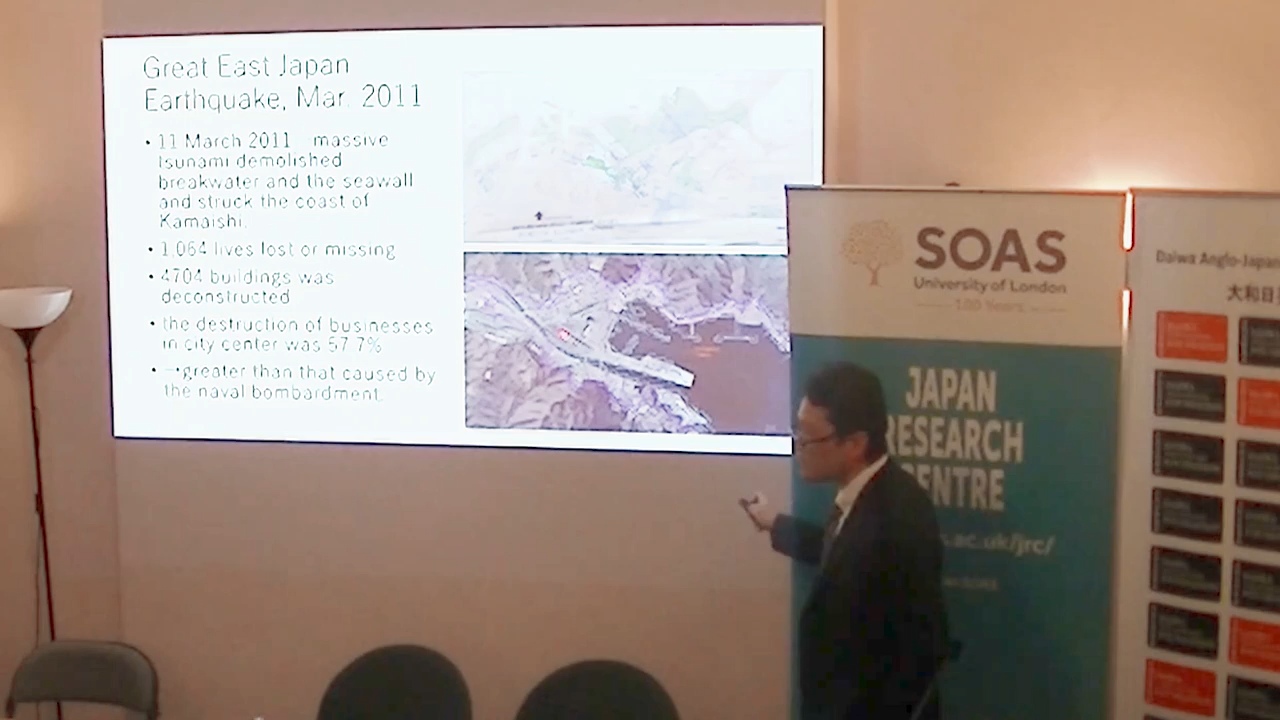 Great East Japan
Earthquake, Mar. 2011
• 11 March 2011 massive
tsunami demolished
breakwater and the seawall
and struck the coast of
Kamaishi.
• 1,064 lives lost or missing
• 4704 buildings was
deconstructed
• the destruction of businesses
in city center was 57.7%
• →greater than that caused by
the naval bombardment.
SOAS
University of London
100 Years
JAPAN
RESEARCH
CENTRE
s.ac.uk/jrc/
Daiwa Anglo-Japan
大和日